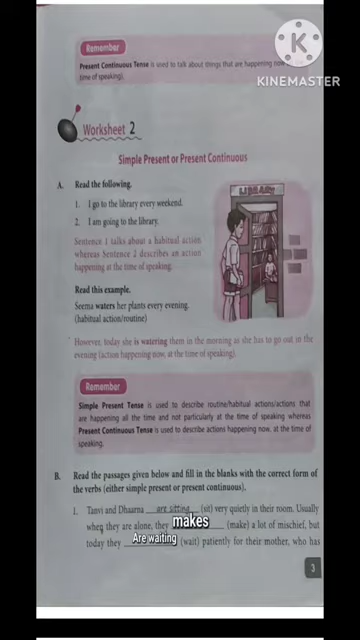 Remember
Present Continuous Tense is used to talk about things that are happening now
time of speaking).
KINEMASTER
Worksheet 2
Simple Present or Present Continuous
A. Read the following.
1. I go to the library every weekend.
2. I am going to the library.
Sentence 1 talks about a habitual action
whereas Sentence 2 describes an action
happening at the time of speaking.
LIBRARY
Read this example.
Seema waters her plants every evening.
(habitual action/routine)
However, today she is watering them in the morning as she has to go out in the
evening (action happening now, at the time of speaking).
Remember
Simple Present Tense is used to describe routine/habitual actions/actions that
are happening all the time and not particularly at the time of speaking whereas
Present Continuous Tense is used to describe actions happening now, at the time of
speaking.
B. Read the passages given below and fill in the blanks with the correct form of
the verbs (either simple present or present continuous).
1. Tanvi and Dhaarna are sitting (sit) very quietly in their room. Usually
when they are alone, they makes (make) a lot of mischief, but
today they Are waiting (wait) patiently for their mother, who has
3